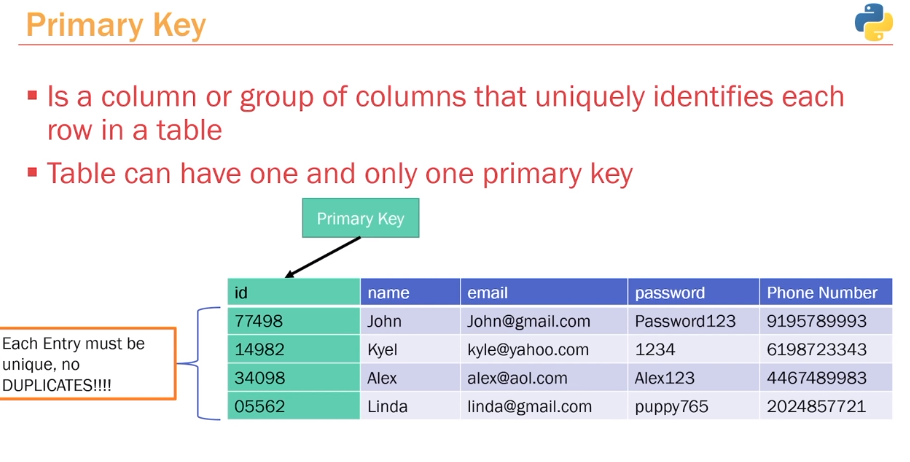 Primary Key
▪ Is a column or group of columns that uniquely identifies each
row in a table
▪ Table can have one and only one primary key
Primary Key
id name email password Phone Number
77498 John John@gmail.com Password123 9195789993
14982 Kyel kyle@yahoo.com 1234 6198723343
34098 Alex alex@aol.com Alex123 4467489983
05562 Linda linda@gmail.com puppy765 2024857721
Each Entry must be
unique, no
DUPLICATES!!!!